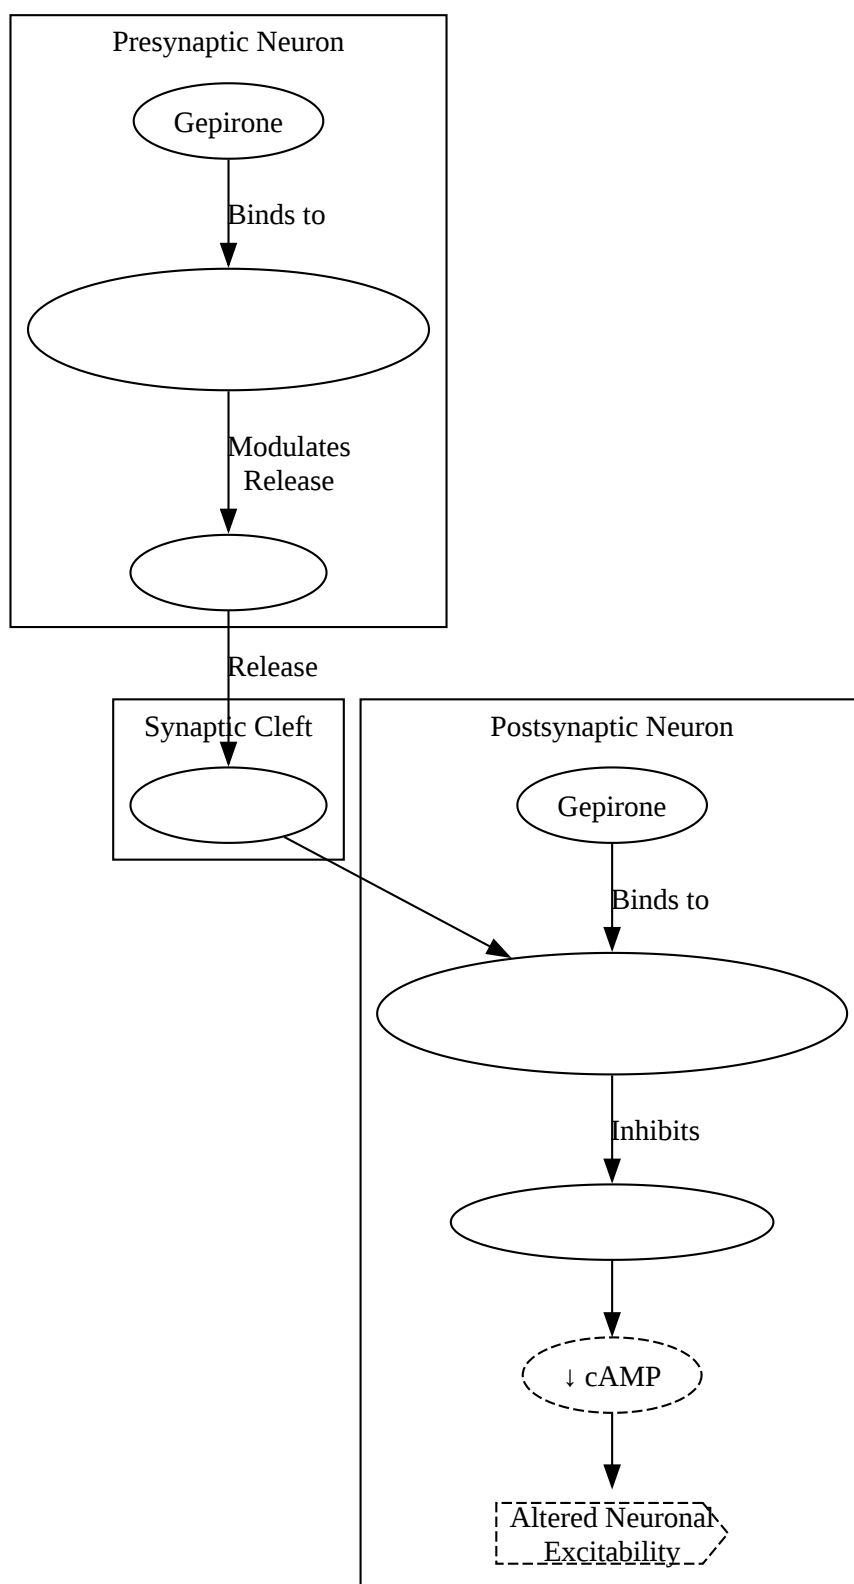 Presynaptic Neuron
Gepirone
Binds to
Modulates
Release
Release
Synaptic Cleft
Postsynaptic Neuron
Gepirone
Binds to
Inhibits
↓ cAMP
Altered Neuronal
Excitability